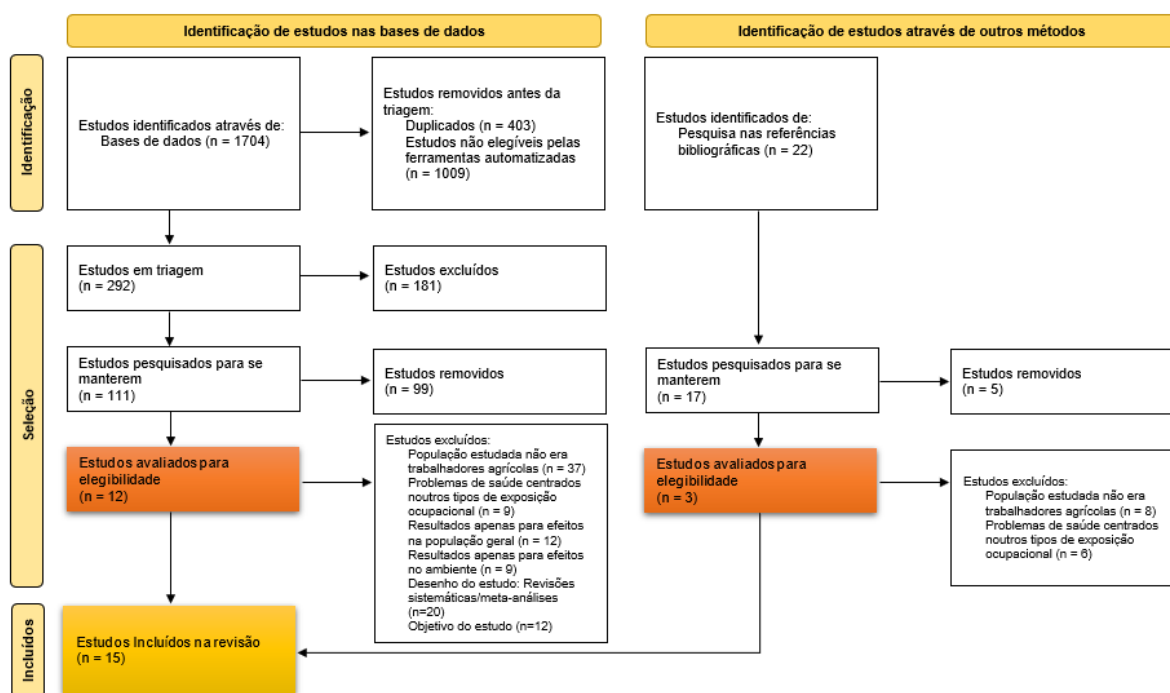 Identificação de estudos nas bases de dados
Identificação de estudos através de outros métodos
Identificação
Estudos identificados através de:
Bases de dados (n = 1704)
Estudos removidos antes da
triagem:
Duplicados (n = 403)
Estudos não elegíveis pelas
ferramentas automatizadas
(n = 1009)
Estudos identificados de:
Pesquisa nas referências
bibliográficas (n = 22)
Seleção
Estudos em triagem
(n = 292)
Estudos excluídos
(n = 181)
Estudos pesquisados para se
manterem
(n = 111)
Estudos removidos
(n = 99)
Estudos pesquisados para se
manterem
(n = 17)
Estudos removidos
(n = 5)
Estudos avaliados para
elegibilidade
(n = 12)
Estudos excluídos:
População estudada não era
trabalhadores agrícolas (n = 37)
Problemas de saúde centrados
noutros tipos de exposição
ocupacional (n = 9)
Resultados apenas para efeitos
na população geral (n = 12)
Resultados apenas para efeitos
no ambiente (n = 9)
Desenho do estudo: Revisões
sistemáticas/meta-análises
(n=20)
Objetivo do estudo (n=12)
Estudos avaliados para
elegibilidade
(n = 3)
Estudos excluídos:
População estudada não era
trabalhadores agrícolas (n = 8)
Problemas de saúde centrados
noutros tipos de exposição
ocupacional (n = 6)
Incluídos
Estudos Incluídos na revisão
(n = 15)